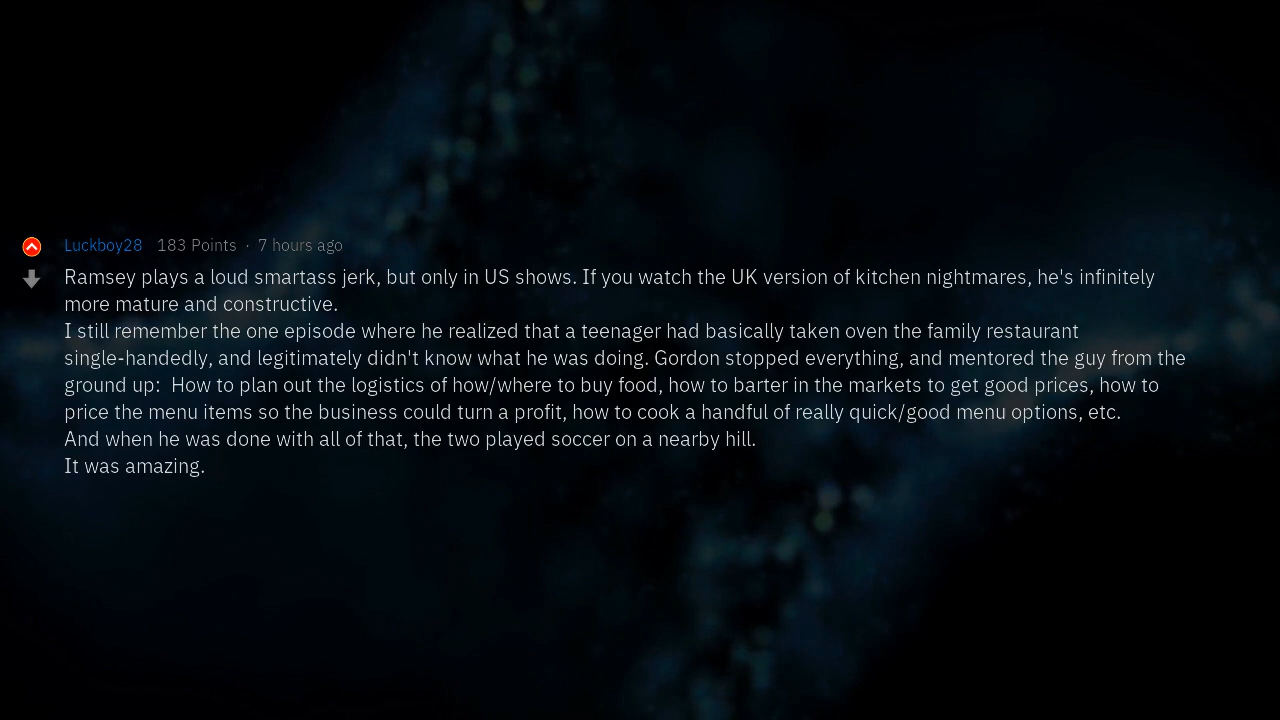 Luckboy28 183 Points · 7 hours ago
Ramsey plays a loud smartass jerk, but only in US shows. If you watch the UK version of kitchen nightmares, he's infinitely
more mature and constructive.
I still remember the one episode where he realized that a teenager had basically taken oven the family restaurant
single-handedly, and legitimately didn't know what he was doing. Gordon stopped everything, and mentored the guy from the
ground up:  How to plan out the logistics of how/where to buy food, how to barter in the markets to get good prices, how to
price the menu items so the business could turn a profit, how to cook a handful of really quick/good menu options, etc.
And when he was done with all of that, the two played soccer on a nearby hill.
It was amazing.